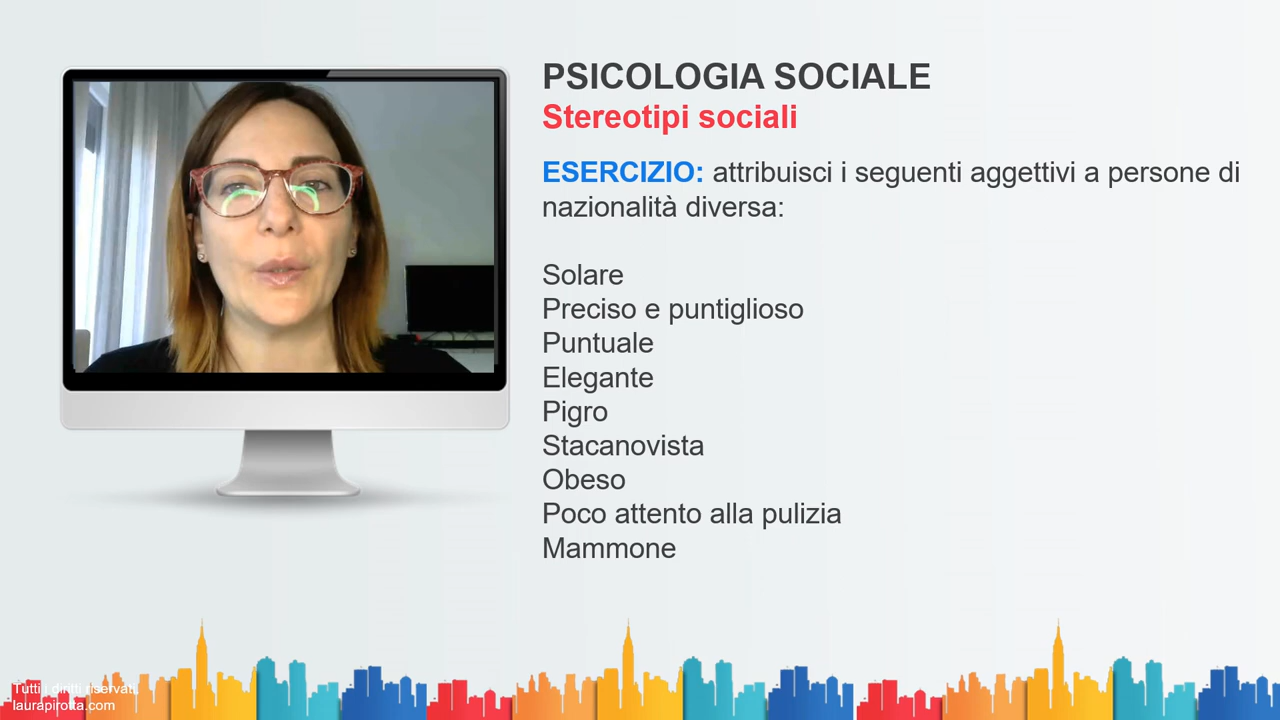 PSICOLOGIA SOCIALE
Stereotipi sociali
ESERCIZIO: attribuisci i seguenti aggettivi a persone di
nazionalità diversa:
Solare
Preciso e puntiglioso
Puntuale
Elegante
Pigro
Stacanovista
Obeso
Poco attento alla pulizia
Mammone
Tutti i diritti riservati
laurapirotta.com